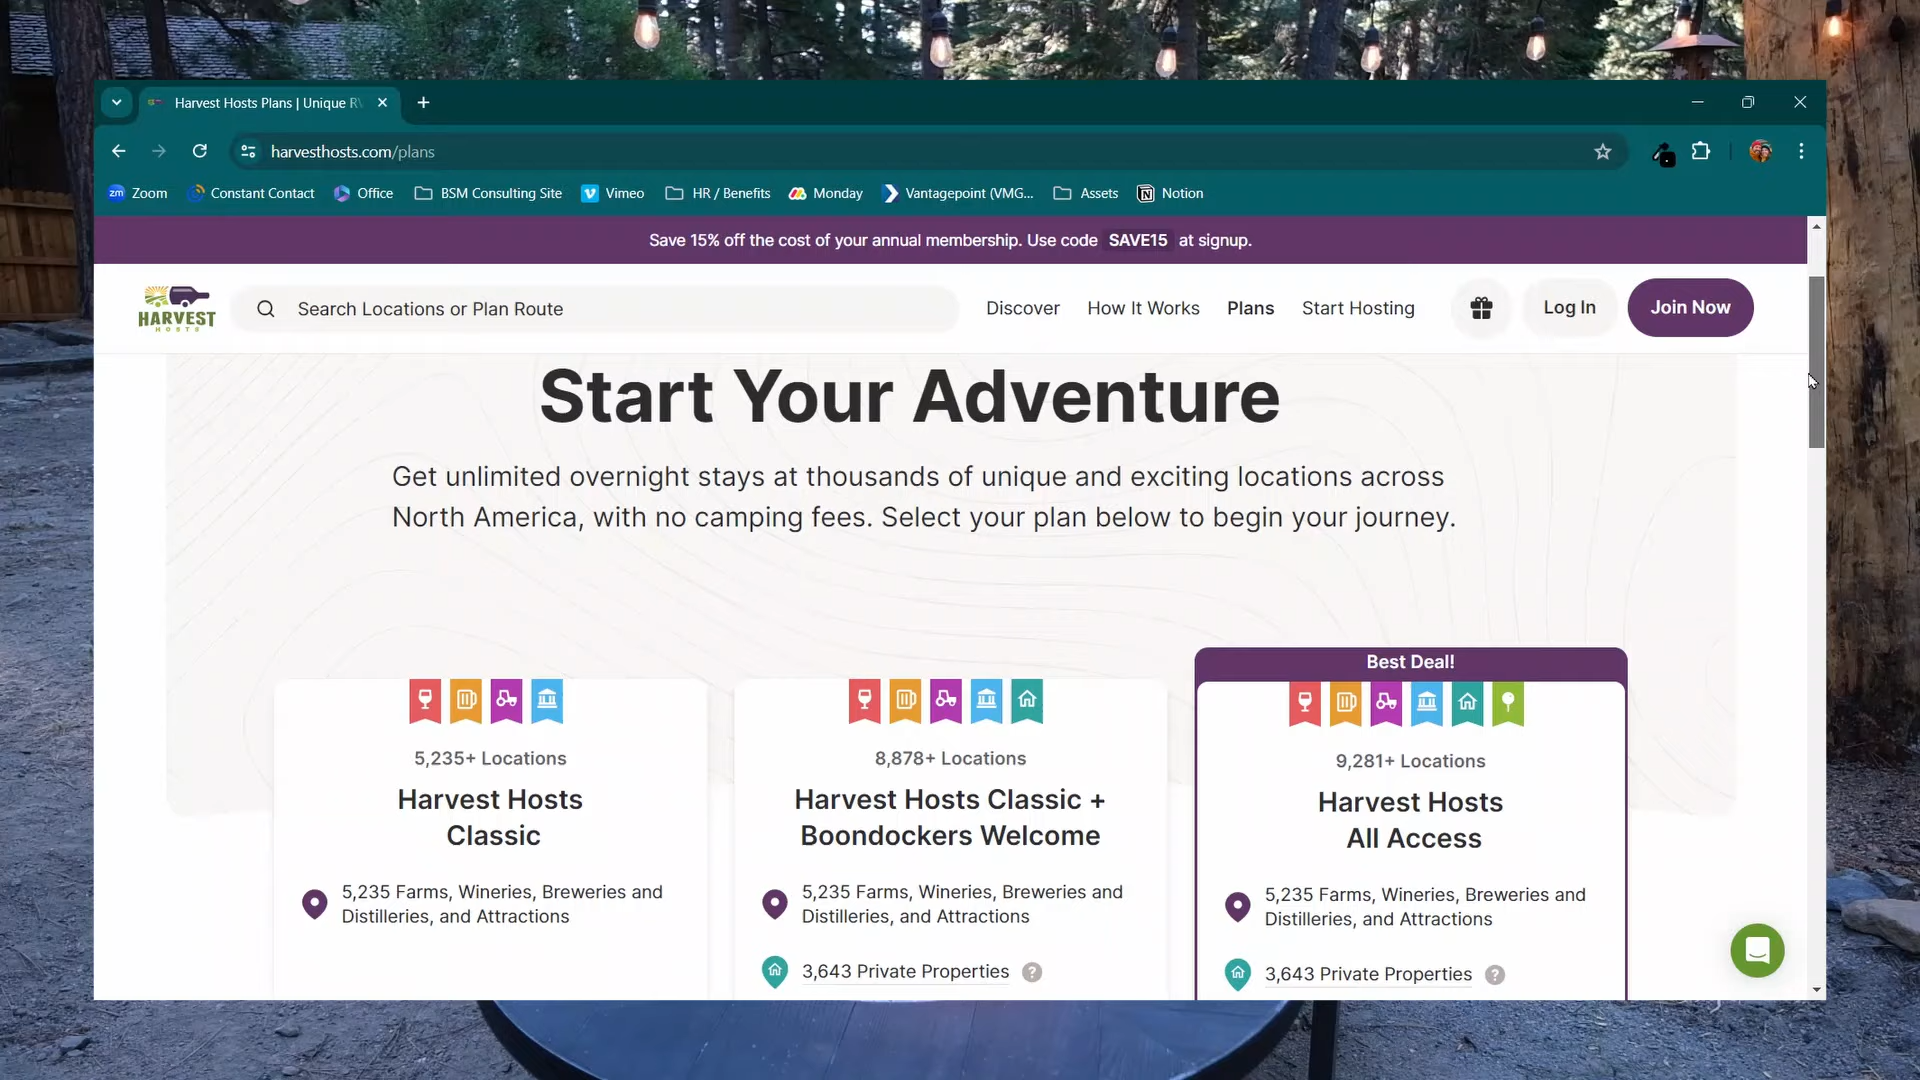 Harvest Hosts Plans | Unique R
harvesthosts.com/plans
zm Zoom Constant Contact Office BSM Consulting Site Vimeo HR / Benefits Monday Vantagepoint (VMG... Assets Notion
Save 15% off the cost of your annual membership. Use code SAVE15 at signup.
HARVEST
HOSTS
Search Locations or Plan Route
Discover How It Works Plans Start Hosting Log In Join Now
Start Your Adventure
Get unlimited overnight stays at thousands of unique and exciting locations across
North America, with no camping fees. Select your plan below to begin your journey.
5,235+ Locations
Harvest Hosts
Classic
5,235 Farms, Wineries, Breweries and
Distilleries, and Attractions
8,878+ Locations
Harvest Hosts Classic +
Boondockers Welcome
5,235 Farms, Wineries, Breweries and
Distilleries, and Attractions
3,643 Private Properties ?
Best Deal!
9,281+ Locations
Harvest Hosts
All Access
5,235 Farms, Wineries, Breweries and
Distilleries, and Attractions
3,643 Private Properties ?